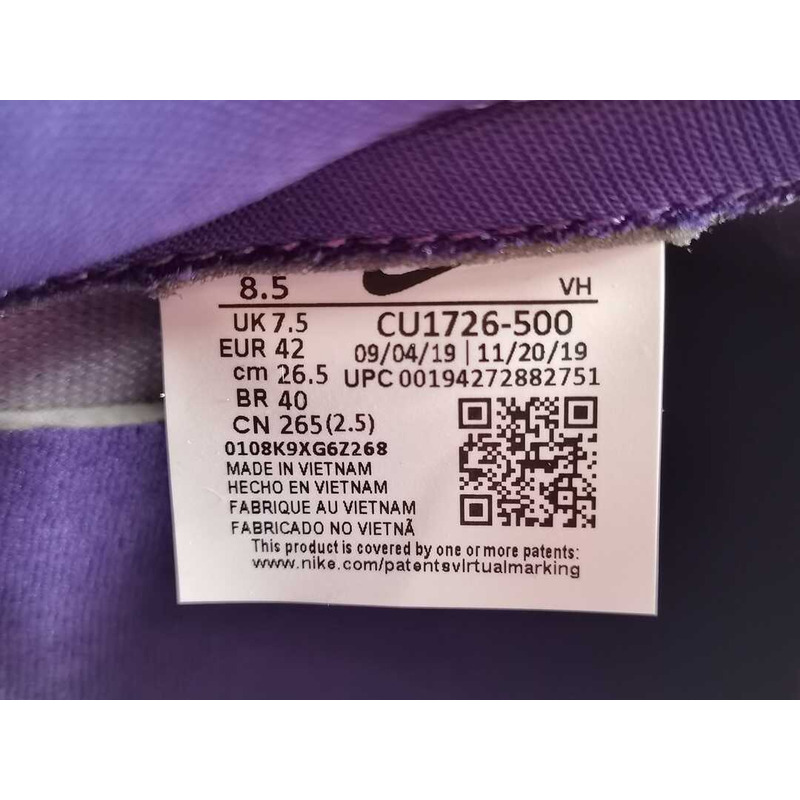 8.5 VH
UK 7.5 CU1726-500
EUR 42 09/04/19 | 11/20/19
cm 26.5 UPC 00194272882751
BR 40
CN 265(2.5)
0108K9XG6Z268
MADE IN VIETNAM
HECHO EN VIETNAM
FABRIQUE AU VIETNAM
FABRICADO NO VIETNÃ
This product is covered by one or more patents:
www.nike.com/patentsvIrtualmarking